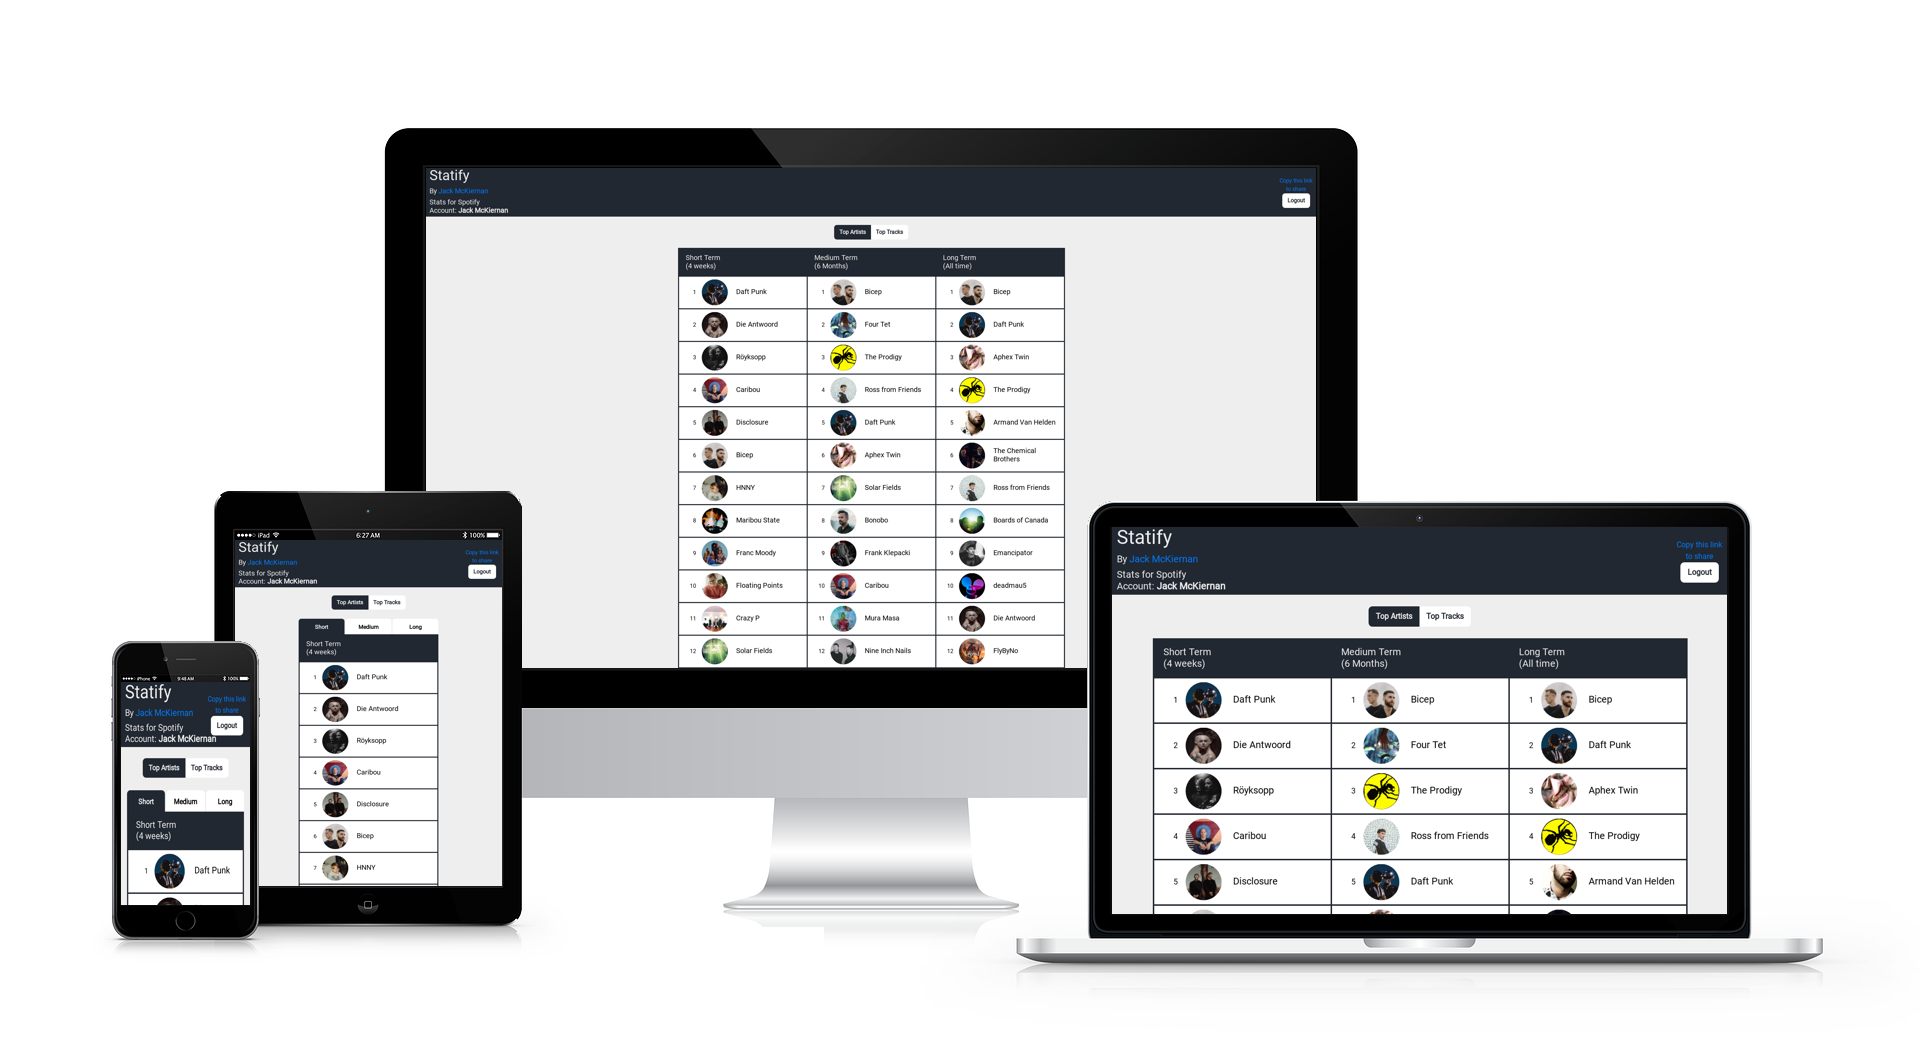 Statify
By Jack McKiernan
Stats for Spotify
Account: Jack McKiernan
Copy this link
to share
Logout
Top Artists Top Tracks
Short Term
(4 weeks)
Medium Term
(6 Months)
Long Term
(All time)
1 Daft Punk 1 Bicep 1 Bicep
2 Die Antwoord 2 Four Tet 2 Daft Punk
3 Röyksopp 3 The Prodigy 3 Aphex Twin
4 Caribou 4 Ross from Friends 4 The Prodigy
5 Disclosure 5 Daft Punk 5 Armand Van Helden
6 Bicep 6 Aphex Twin 6 The Chemical
Brothers
7 HNNY 7 Solar Fields 7 Ross from Friends
8 Maribou State 8 Bonobo 8 Boards of Canada
9 Franc Moody 9 Frank Klepacki 9 Emancipator
10 Floating Points 10 Caribou 10 deadmau5
11 Crazy P 11 Mura Masa 11 Die Antwoord
12 Solar Fields 12 Nine Inch Nails 12 FlyByNo
iPad 6:27 AM 100%
Statify
By Jack McKiernan
Stats for Spotify
Account: Jack McKiernan
Copy this link
to share
Logout
Top Artists Top Tracks
Short Medium Long
Short Term
(4 weeks)
1 Daft Punk
2 Die Antwoord
3 Röyksopp
4 Caribou
5 Disclosure
6 Bicep
7 HNNY
iPhone 9:48 AM 100%
Statify
By Jack McKiernan
Stats for Spotify
Account: Jack McKiernan
Copy this link
to share
Logout
Top Artists Top Tracks
Short Medium Long
Short Term
(4 weeks)
1 Daft Punk
Statify
By Jack McKiernan
Stats for Spotify
Account: Jack McKiernan
Copy this link
to share
Logout
Top Artists Top Tracks
Short Term
(4 weeks)
Medium Term
(6 Months)
Long Term
(All time)
1 Daft Punk 1 Bicep 1 Bicep
2 Die Antwoord 2 Four Tet 2 Daft Punk
3 Röyksopp 3 The Prodigy 3 Aphex Twin
4 Caribou 4 Ross from Friends 4 The Prodigy
5 Disclosure 5 Daft Punk 5 Armand Van Helden